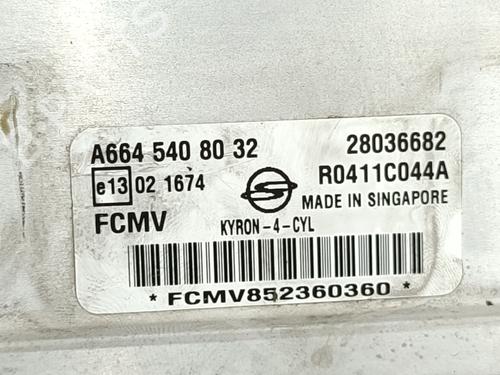 A664 540 80 32
28036682
e13 02 1674
R0411C044A
MADE IN SINGAPORE
FCMV
KYRON-4-CYL
* FCMV852360360 *